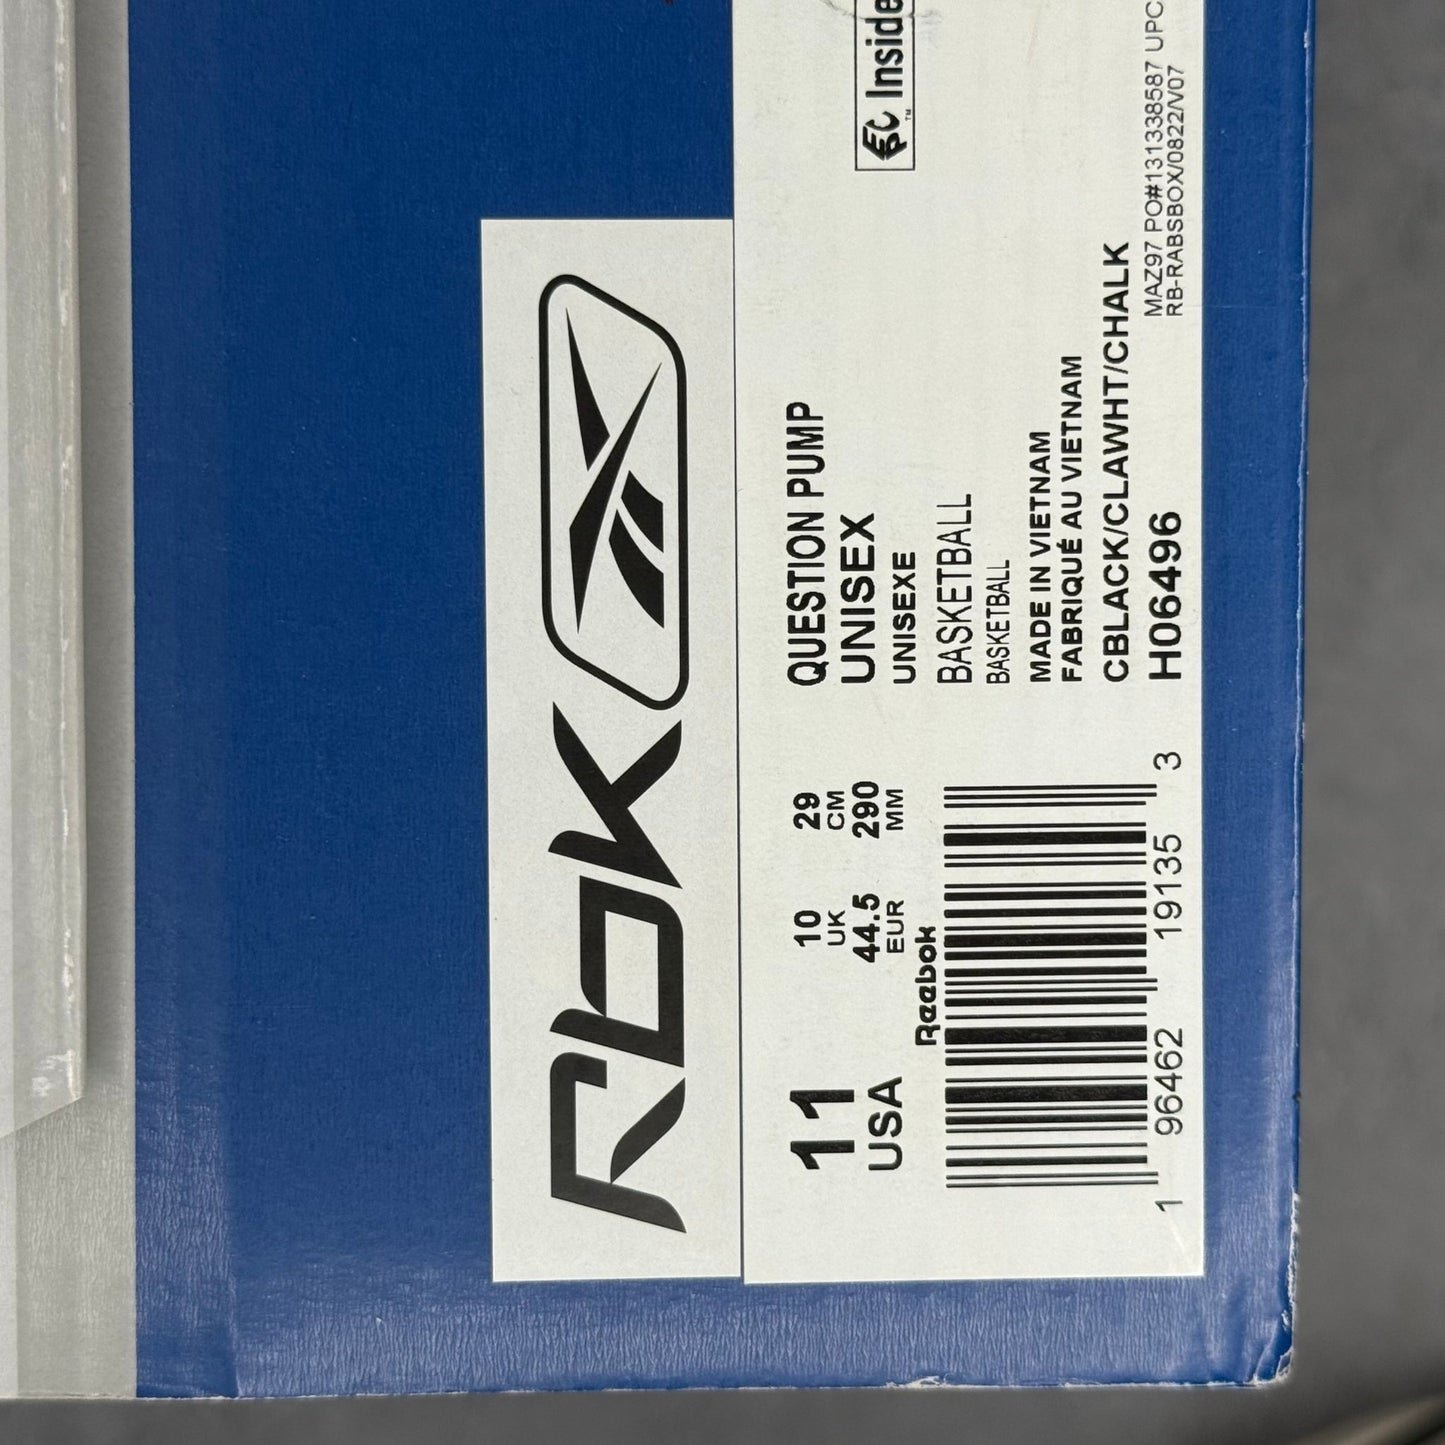 RBK
QUESTION PUMP
UNISEX
UNISEXE
BASKETBALL
BASKETBALL
MADE IN VIETNAM
FABRIQUÉ AU VIETNAM
CBLACK/CLAWHT/CHALK
H06496
EPC Inside
™
MAZ97 PO#131338587 UPC
RB-RABSBOX/0822/V07
11
USA
10
UK
29
CM
44.5
EUR
290
MM
Reebok
1 96462 19135 3